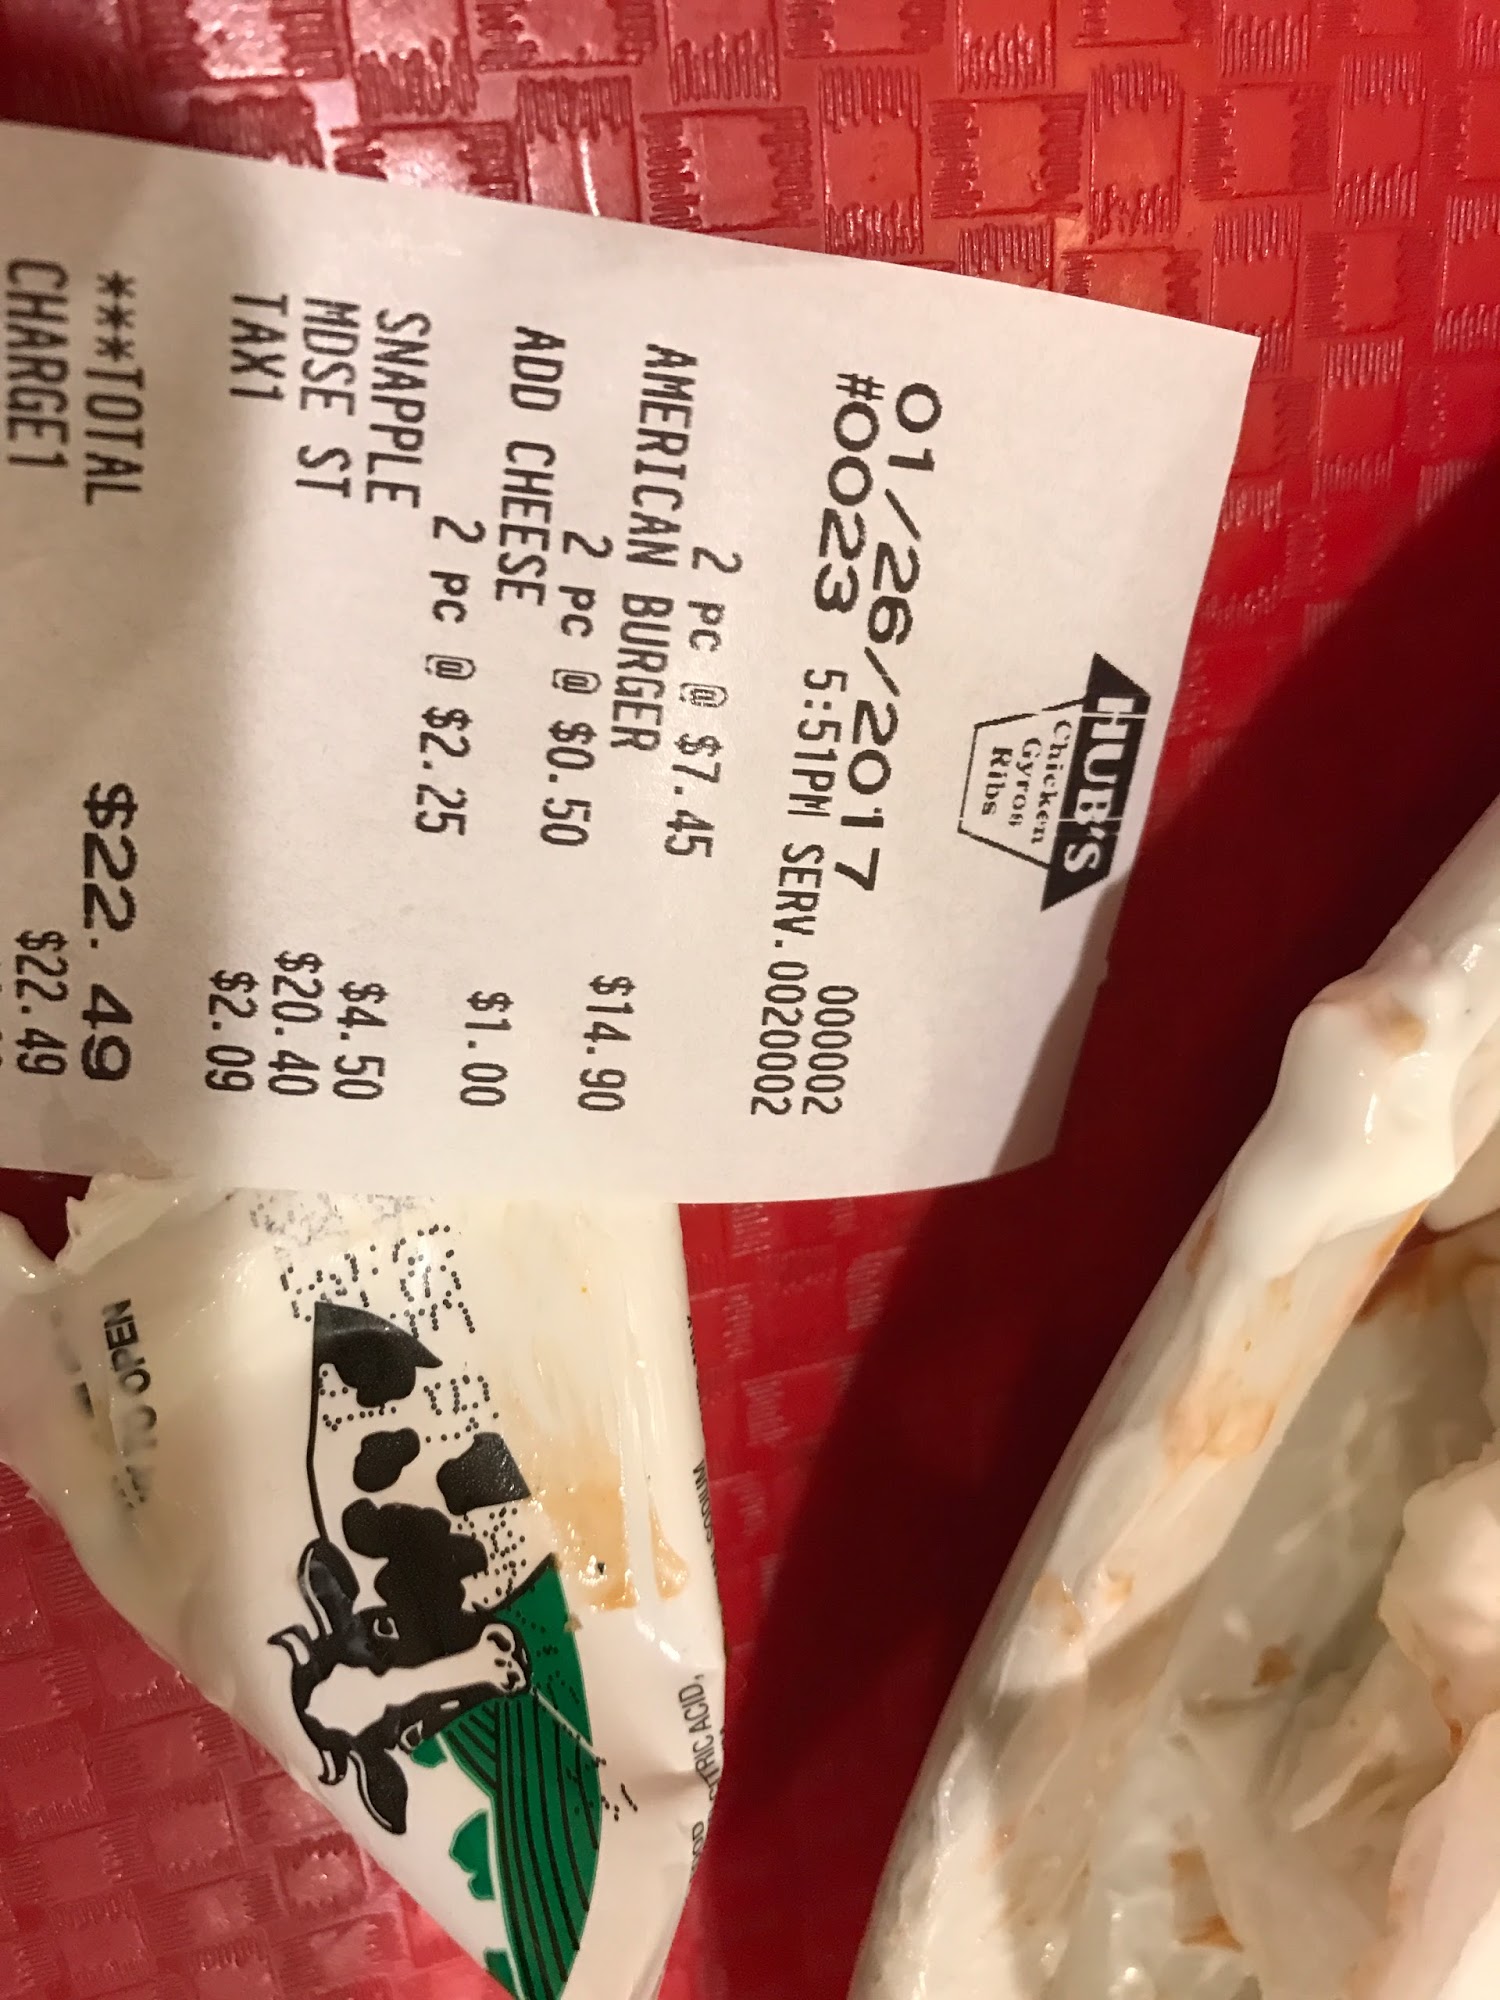 HUB'S
Chicken
Gyros
Ribs
01/26/2017 000002
#0023 5:51PM SERV.0020002
2 PC @ $7.45
AMERICAN BURGER $14.90
2 PC @ $0.50
ADD CHEESE $1.00
2 PC @ $2.25
SNAPPLE $4.50
MDSE ST $20.40
TAX1 $2.09
***TOTAL $22.49
CHARGE1 $22.49
TO OPEN
SODIUM
ACID,